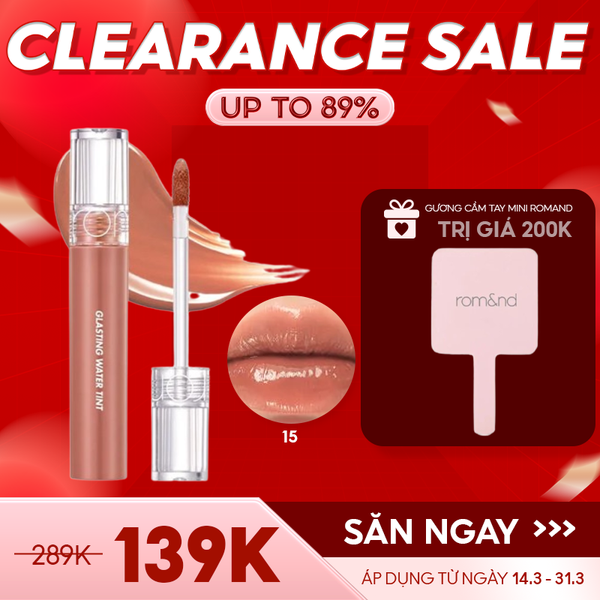 CLEARANCE SALE
UP TO 89%
GƯƠNG CẦM TAY MINI ROMAND
TRỊ GIÁ 200K
rom&nd
GLASTING WATER TINT
15
289K
139K
SĂN NGAY >>>
ÁP DỤNG TỪ NGÀY 14.3 - 31.3